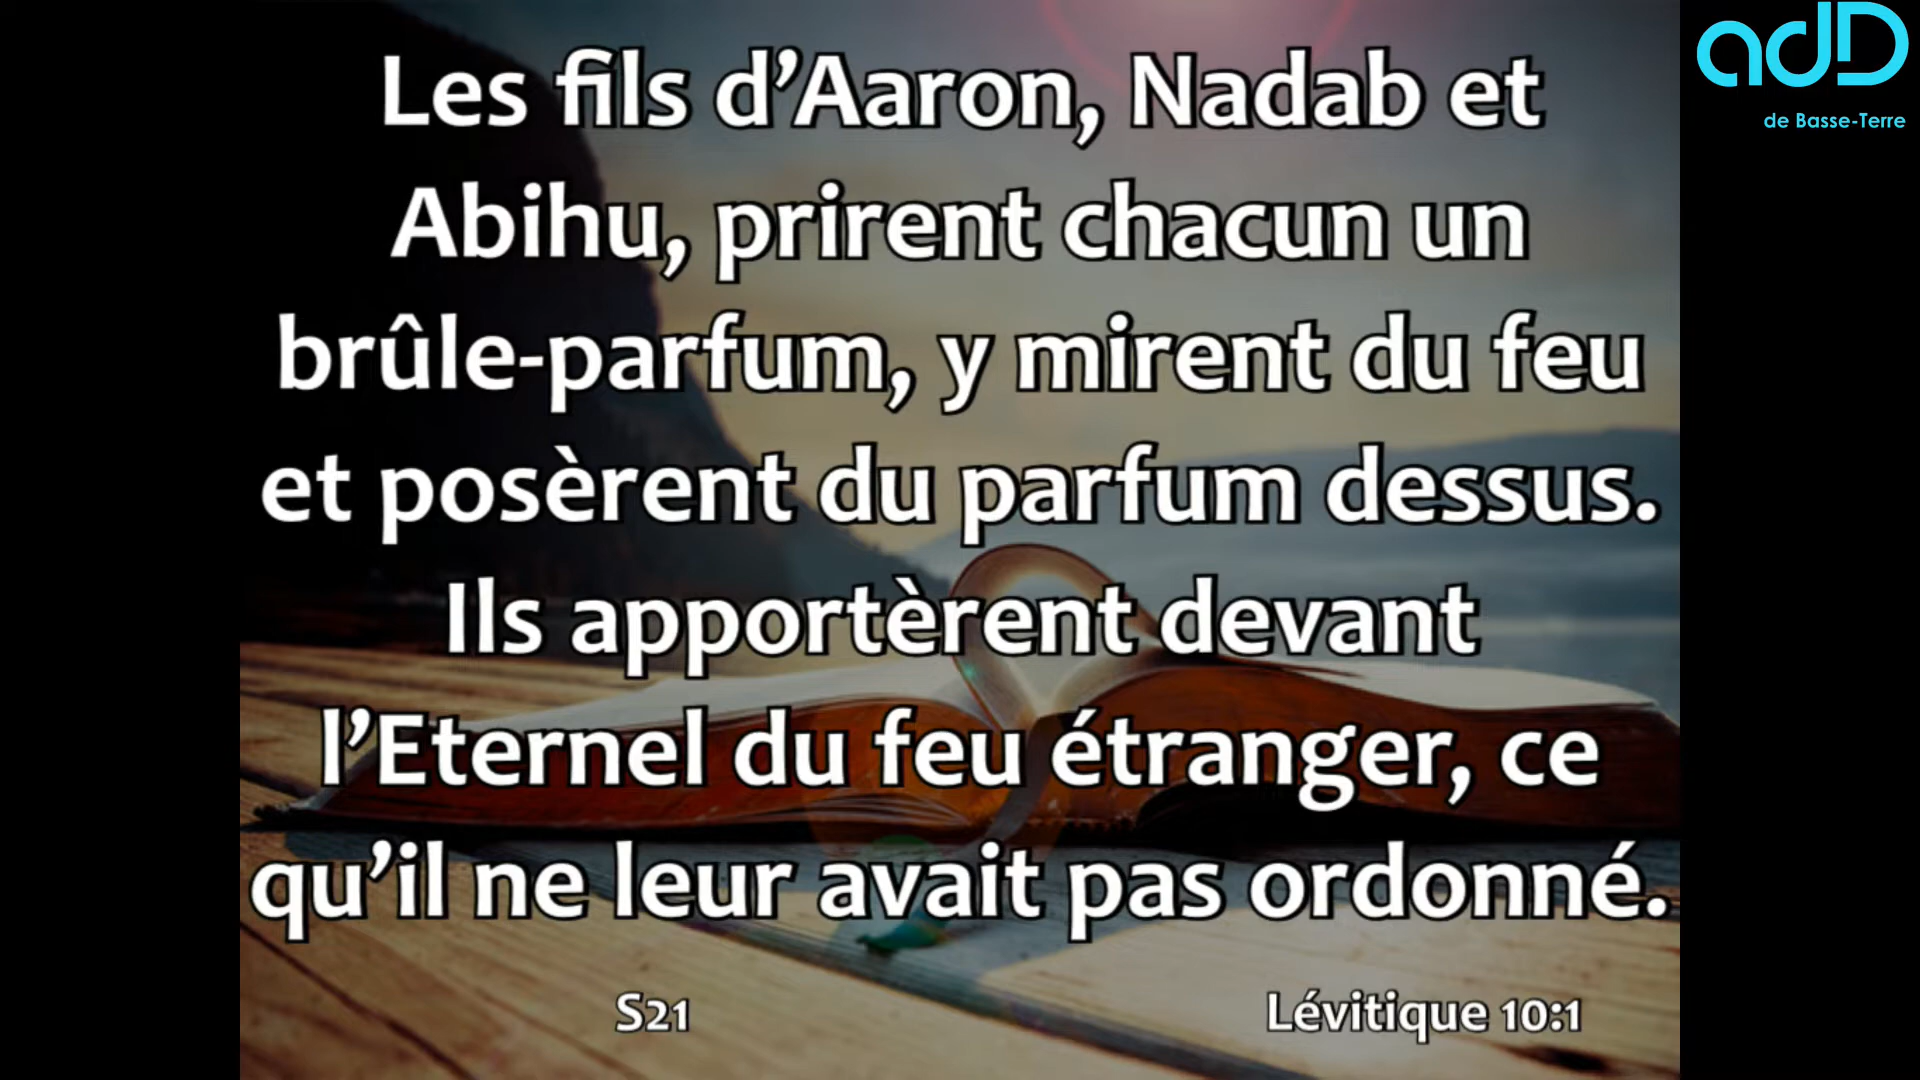 adD
de Basse-Terre
Les fils d’Aaron, Nadab et
Abihu, prirent chacun un
brûle-parfum, y mirent du feu
et posèrent du parfum dessus.
Ils apportèrent devant
l’Eternel du feu étranger, ce
qu’il ne leur avait pas ordonné.
S21
Lévitique 10:1